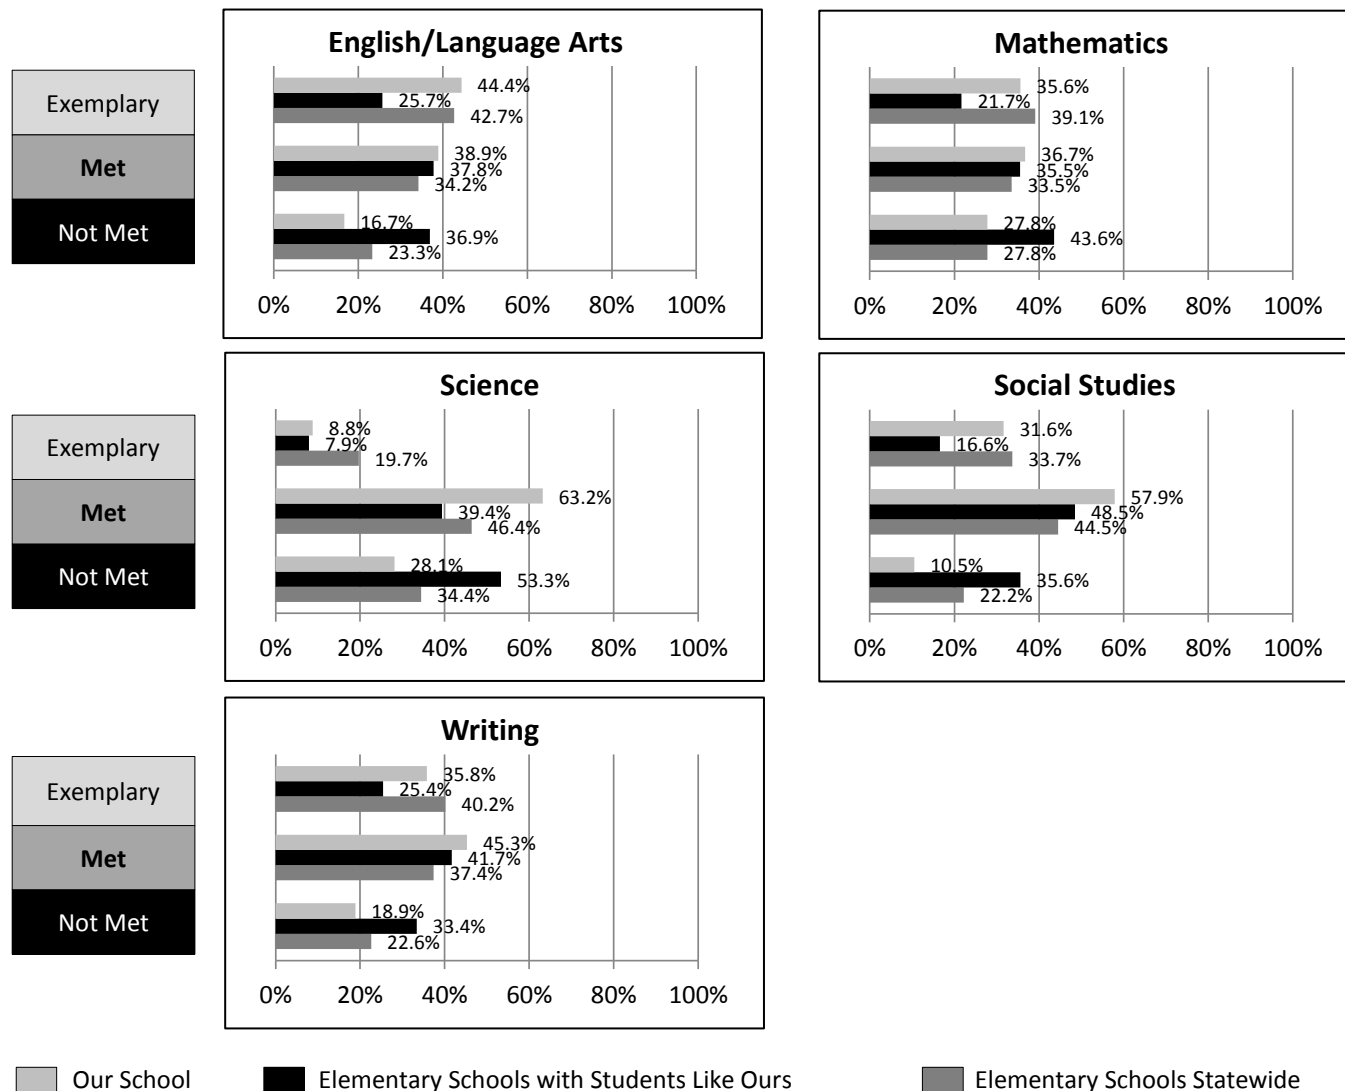 English/Language Arts
Exemplary
Met
Not Met
44.4%
25.7%
42.7%
38.9%
37.8%
34.2%
16.7%
36.9%
23.3%
0% 20% 40% 60% 80% 100%
Mathematics
35.6%
21.7%
39.1%
36.7%
35.5%
33.5%
27.8%
43.6%
27.8%
0% 20% 40% 60% 80% 100%
Science
Exemplary
Met
Not Met
8.8%
7.9%
19.7%
63.2%
39.4%
46.4%
28.1%
53.3%
34.4%
0% 20% 40% 60% 80% 100%
Social Studies
31.6%
16.6%
33.7%
57.9%
48.5%
44.5%
10.5%
35.6%
22.2%
0% 20% 40% 60% 80% 100%
Writing
Exemplary
Met
Not Met
35.8%
25.4%
40.2%
45.3%
41.7%
37.4%
18.9%
33.4%
22.6%
0% 20% 40% 60% 80% 100%
Our School Elementary Schools with Students Like Ours Elementary Schools Statewide